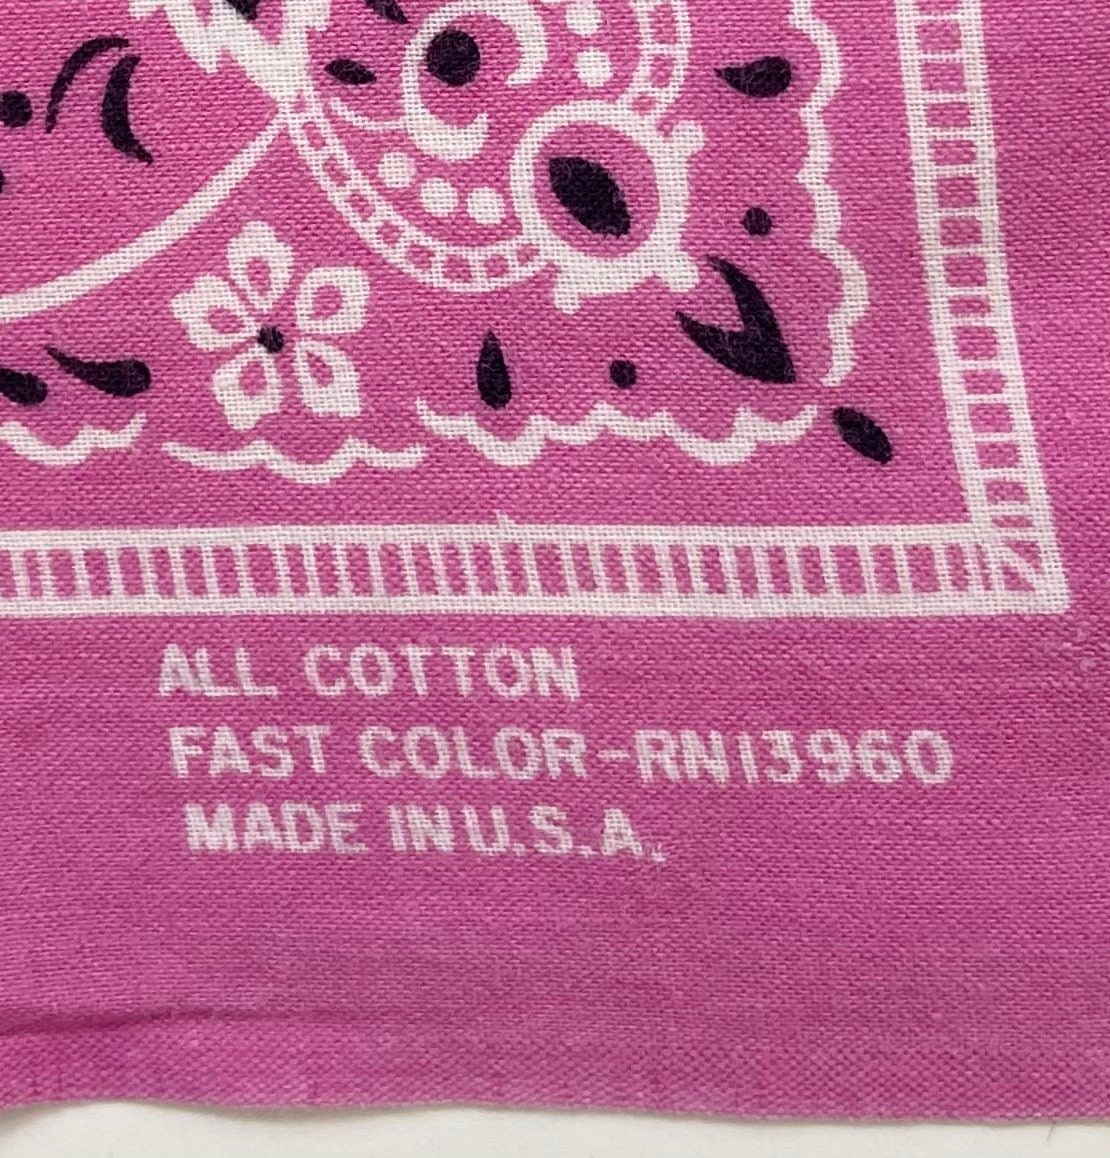 ALL COTTON
FAST COLOR-RN13960
MADE IN U.S.A.